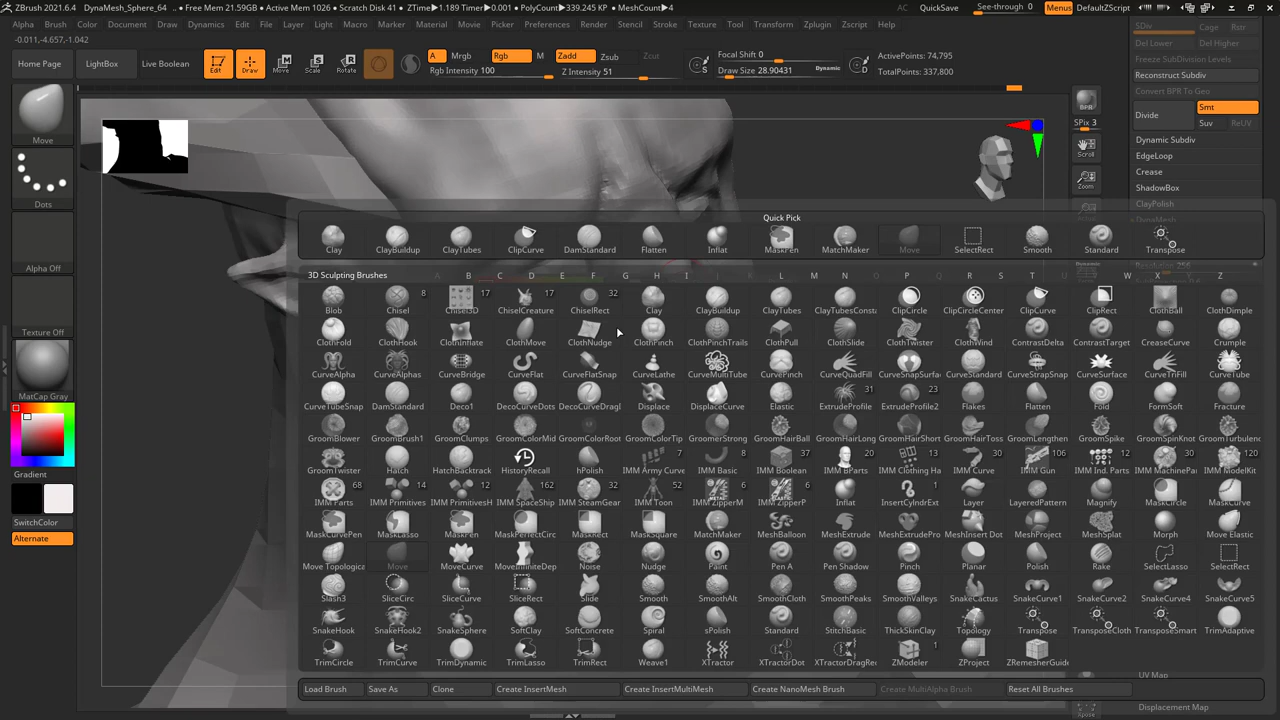 ZBrush 2021.6.4 DynaMesh_Sphere_64 • Free Mem 21.59GB • Active Mem 1026 • Scratch Disk 41 • ZTime▶1.189 Timer▶0.001 • PolyCount▶339.245 KP • MeshCount▶4 AC QuickSave See-through 0 Menus DefaultZScript
Alpha Brush Color Document Draw Dynamics Edit File Layer Light Macro Marker Material Movie Picker Preferences Render Stencil Stroke Texture Tool Transform Zplugin Zscript Help
-0.011,-4.657,-1.042
Home Page LightBox Live Boolean Edit Draw Move Scale Rotate A Mrgb Rgb M Zadd Zsub Zcut Focal Shift 0 ActivePoints: 74,795
Rgb Intensity 100 Z Intensity 51 Draw Size 28.90431 Dynamic TotalPoints: 337,800
S D
SDiv Cage Rstr
Del Lower Del Higher
Freeze SubDivision Levels
Reconstruct Subdiv
Convert BPR To Geo
Divide Smt
Suv ReUV
Dynamic Subdiv
EdgeLoop
Crease
ShadowBox
ClayPolish
DynaMesh
Resolution 256
BPR
SPix 3
Scroll
Zoom
Actual
Dynamic
Move
Dots
Alpha Off
Texture Off
MatCap Gray
Gradient
SwitchColor
Alternate
Quick Pick
Clay ClayBuildup ClayTubes ClipCurve DamStandard Flatten Inflat MaskPen MatchMaker Move SelectRect Smooth Standard Transpose
3D Sculpting Brushes A B C D E F G H I J K L M N O P Q R S T U V W X Y Z
Blob Chisel 8 Chisel3D 17 ChiselCreature 17 ChiselRect 32 Clay ClayBuildup ClayTubes ClayTubesConsta ClipCircle ClipCircleCenter ClipCurve ClipRect ClothBall ClothDimple
ClothFold ClothHook ClothInflate ClothMove ClothNudge ClothPinch ClothPinchTrails ClothPull ClothSlide ClothTwister ClothWind ContrastDelta ContrastTarget CreaseCurve Crumple
CurveAlpha CurveBridge CurveFlat CurveFlatSnap CurveLathe CurveMultiTube CurvePinch CurveQuadFill CurveSnapSurfac CurveStandard CurveStrapSnap CurveSurface CurveTriFill CurveTube
CurveTubeSnap DamStandard Deco1 DecoCurveDots DecoCurveDragl Displace DisplaceCurve Elastic ExtrudeProfile 31 ExtrudeProfile2 23 Flakes Flatten Fold FormSoft Fracture
GroomBlower GroomBrush1 GroomClumps GroomColorMid GroomColorRoot GroomColorTip GroomerStrong GroomHairBall GroomHairLong GroomHairShort GroomHairToss GroomLengthen GroomSpike GroomSpinKnot GroomTurbulenc
GroomTwister Hatch HatchBacktrack HistoryRecall hPolish IMM Army Curve 7 IMM Basic 8 IMM Boolean 37 IMM BParts 20 IMM Clothing Ha 13 IMM Curve 30 IMM Gun 106 IMM Ind. Parts 12 IMM MachinePa 30 IMM ModelKit 120
IMM Parts 68 IMM Primitives 14 IMM PrimitivesH 12 IMM SpaceShip 162 IMM SteamGear 32 IMM Toon 52 IMM ZipperM 6 IMM ZipperP 6 Inflat InsertCylndrExt 1 Layer LayeredPattern Magnify MaskCircle MaskCurve
MaskCurvePen MaskLasso MaskPen MaskPerfectCirc MaskRect MaskSquare MatchMaker MeshBalloon MeshExtrude MeshExtrudePro MeshInsert Dot MeshProject MeshSplat Morph Move Elastic
Move Topologica Move MoveCurve MoveInfiniteDep Noise Nudge Paint Pen A Pen Shadow Pinch Planar Polish Rake SelectLasso SelectRect
Slash3 SliceCirc SliceCurve SliceRect Slide Smooth SmoothAlt SmoothCloth SmoothPeaks SmoothValleys SnakeCactus SnakeCurve1 SnakeCurve2 SnakeCurve4 SnakeCurve5
SnakeHook SnakeHook2 SnakeSphere SoftClay SoftConcrete Spiral sPolish Standard StitchBasic ThickSkinClay Topology Transpose TransposeCloth TransposeSmart TrimAdaptive
TrimCircle TrimCurve TrimDynamic TrimLasso TrimRect Weave1 XTractor XTractorDot XTractorDragRec ZModeler 1 ZProject ZRemesherGuide
Load Brush Save As Clone Create InsertMesh Create InsertMultiMesh Create NanoMesh Brush Create MultiAlpha Brush Reset All Brushes
UV Map
Displacement Map
Xpose